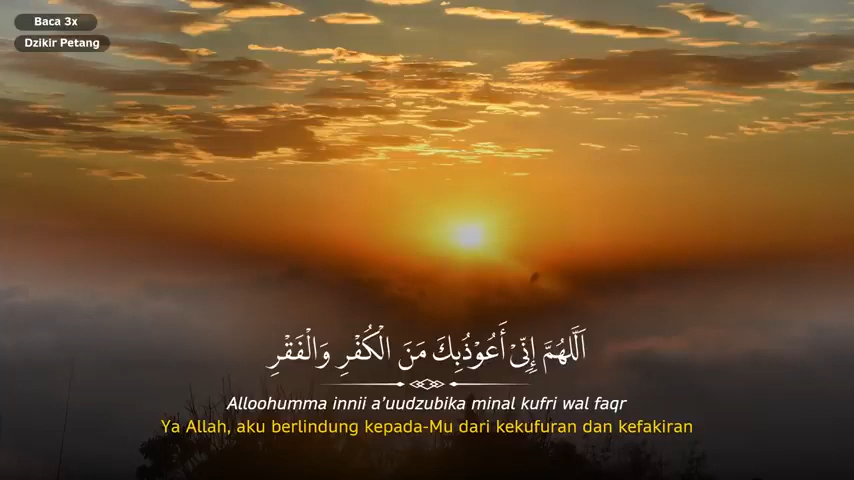 Baca 3x
Dzikir Petang
اَللَّهُمَّ إِنِّىْ أَعُوْذُبِكَ مَنَ الْكُفْرِ وَالْفَقْرِ
Alloohumma innii a’uudzubika minal kufri wal faqr
Ya Allah, aku berlindung kepada-Mu dari kekufuran dan kefakiran